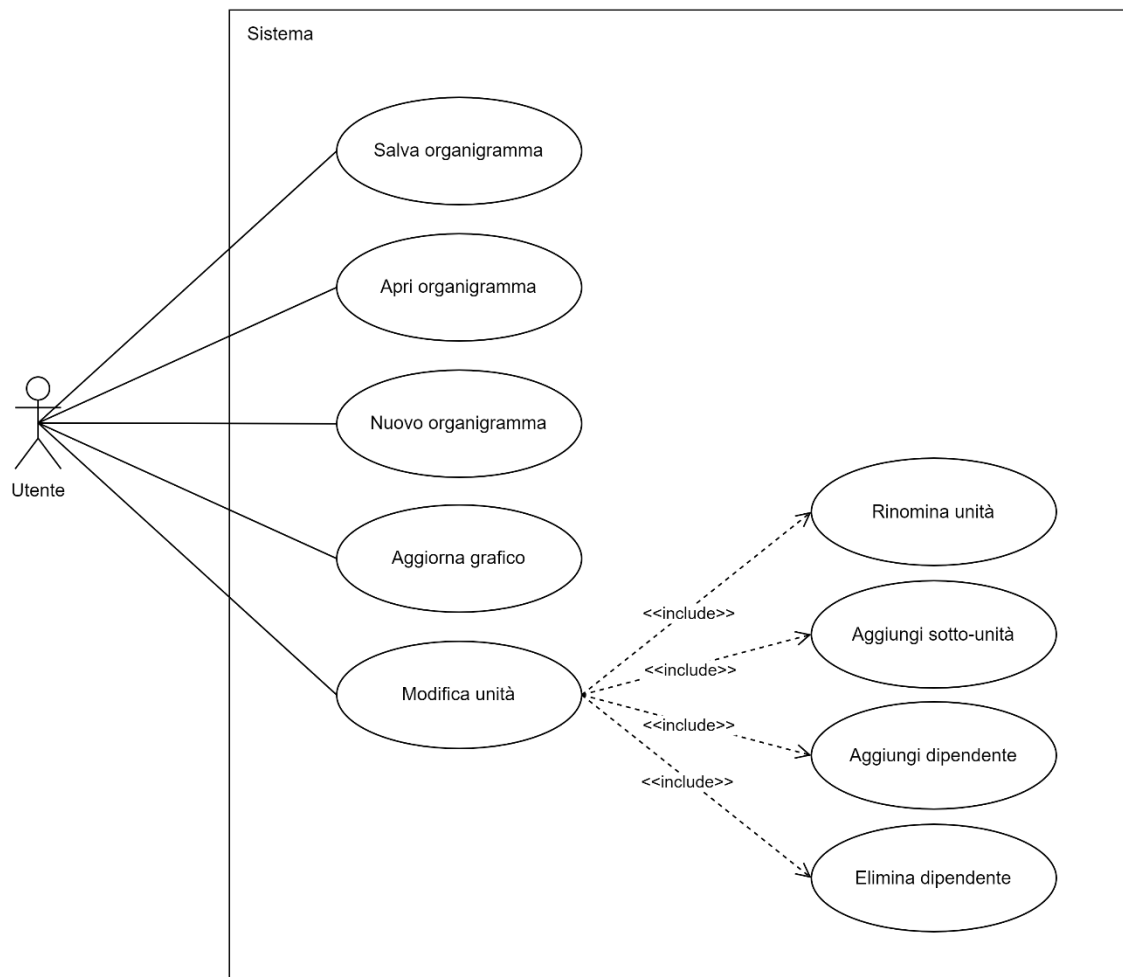 Sistema
Salva organigramma
Apri organigramma
Nuovo organigramma
Utente
Rinomina unità
Aggiorna grafico
<<include>>
Aggiungi sotto-unità
<<include>>
Modifica unità
<<include>>
Aggiungi dipendente
<<include>>
Elimina dipendente